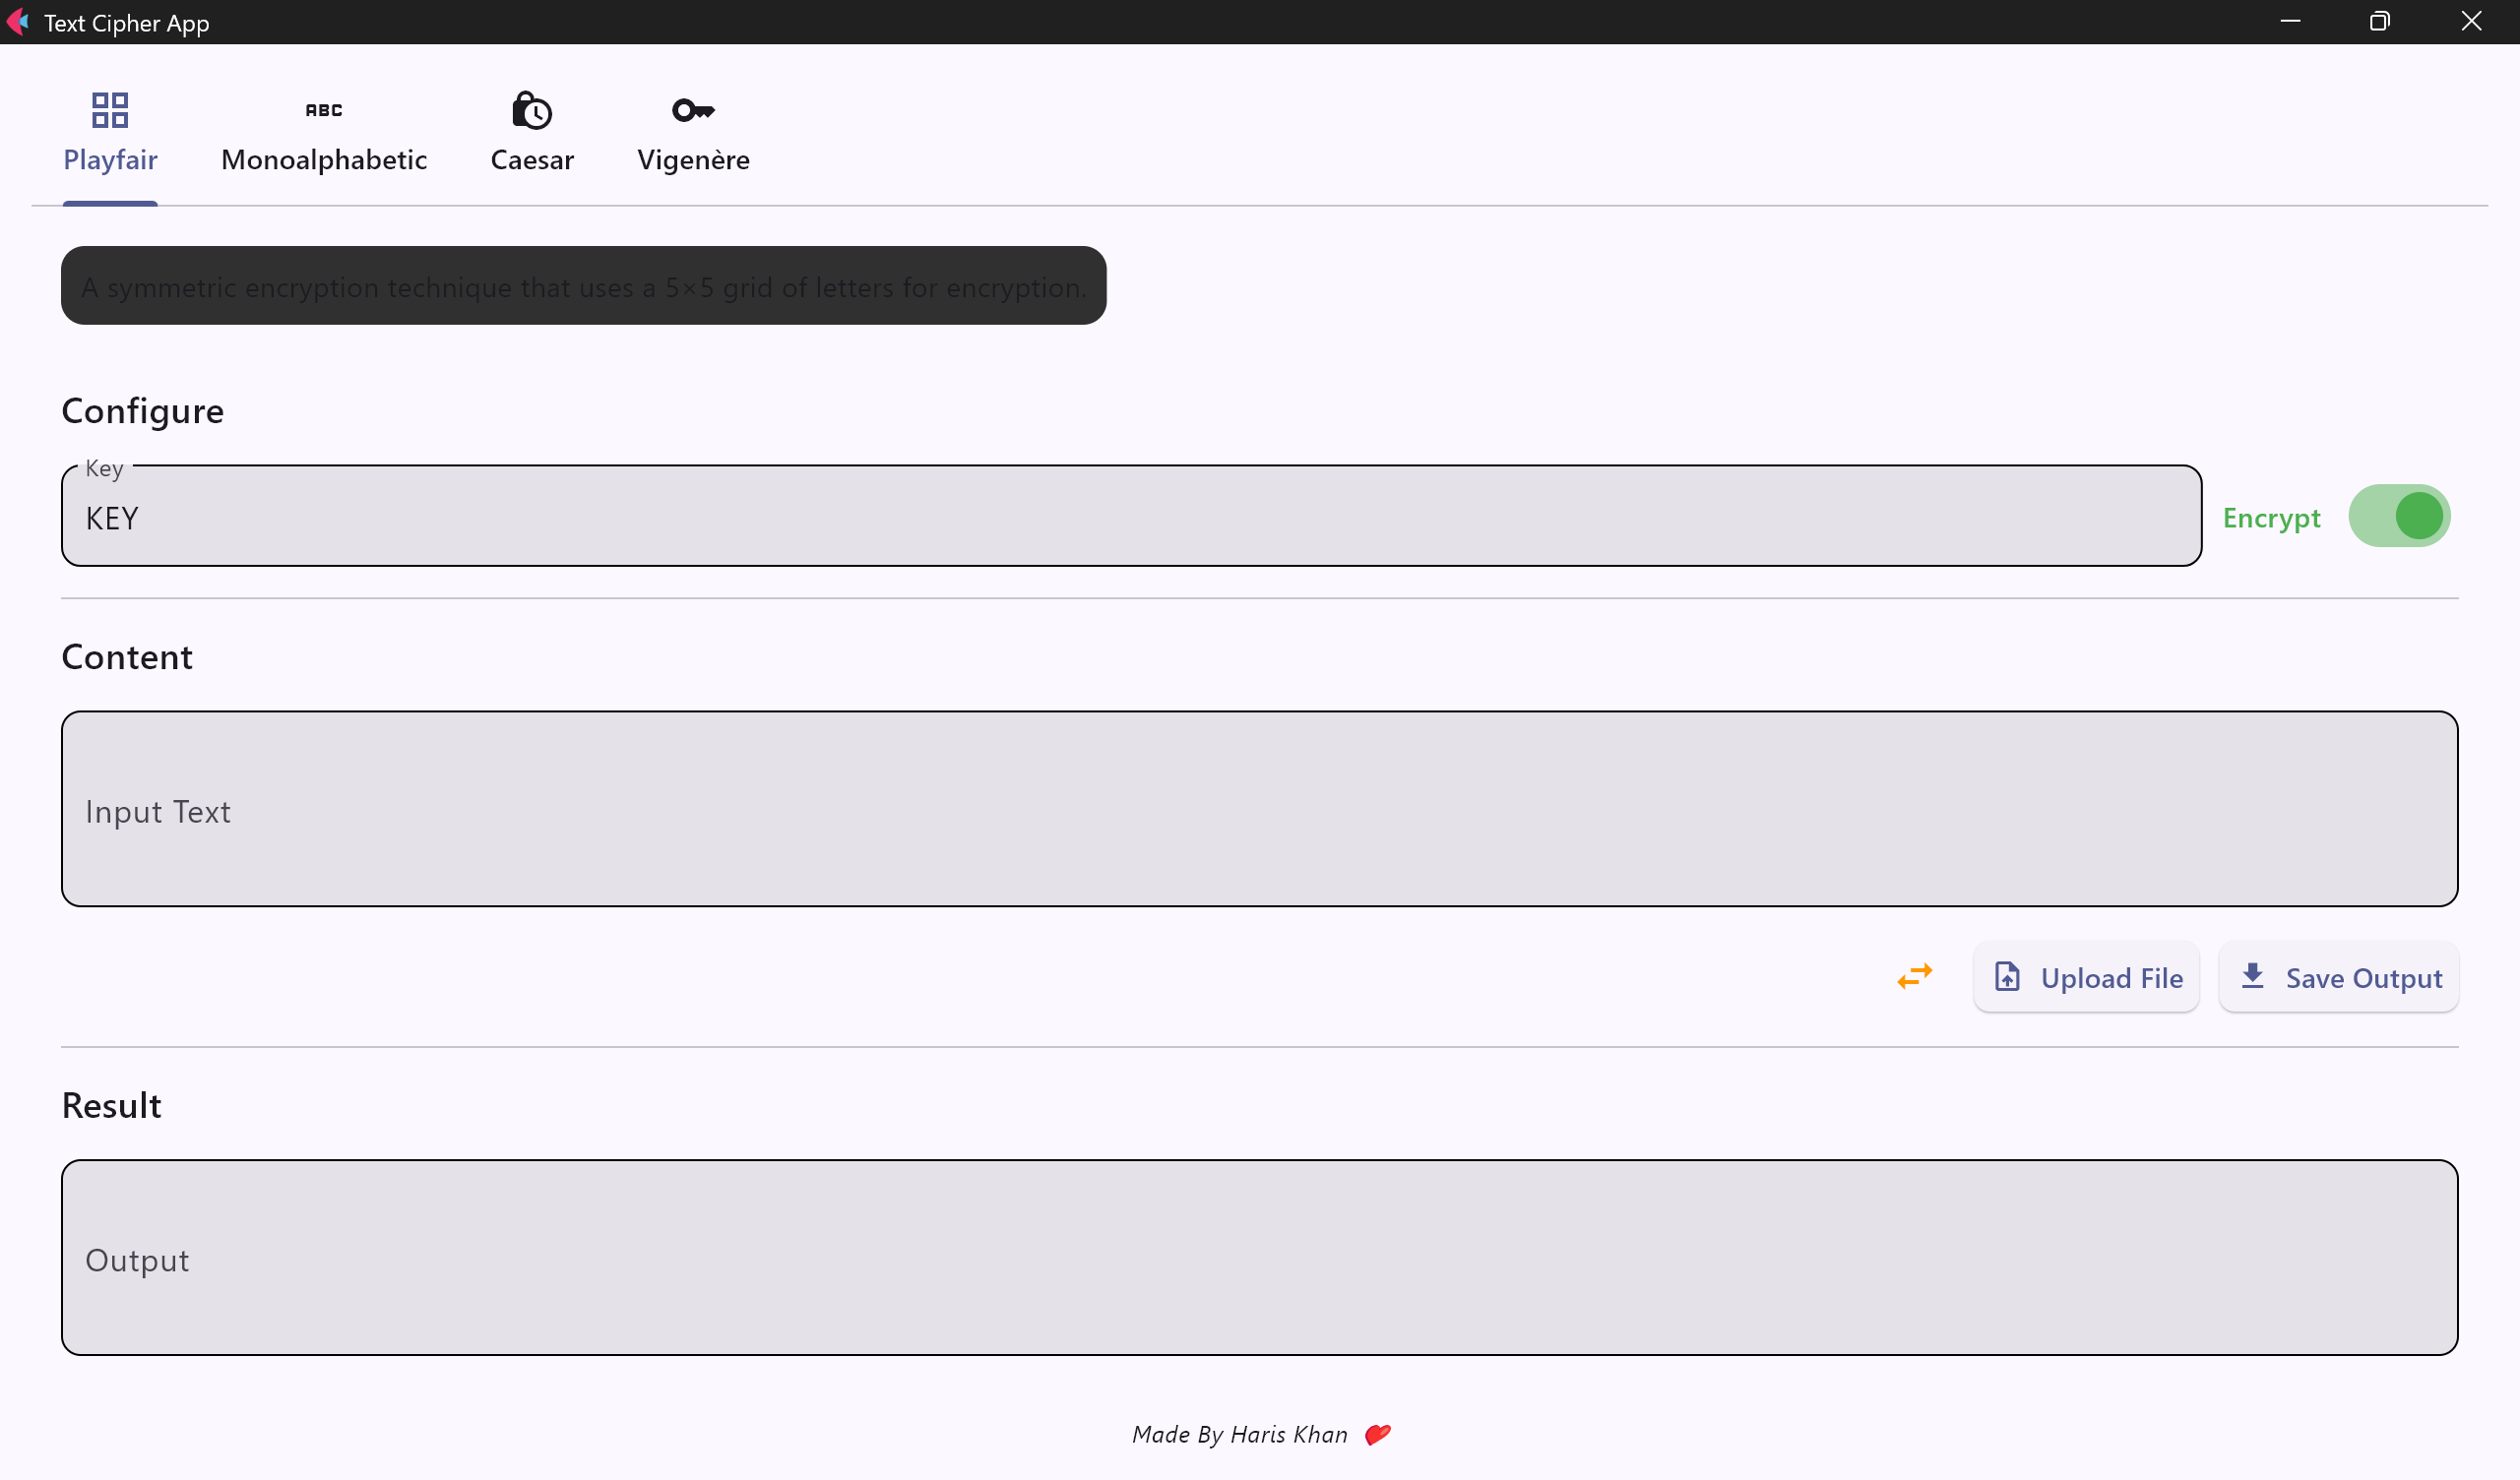 Text Cipher App
Playfair
ABC
Monoalphabetic
Caesar
Vigenère
A symmetric encryption technique that uses a 5×5 grid of letters for encryption.
Configure
Key
KEY
Encrypt
Content
Input Text
Upload File
Save Output
Result
Output
Made By Haris Khan